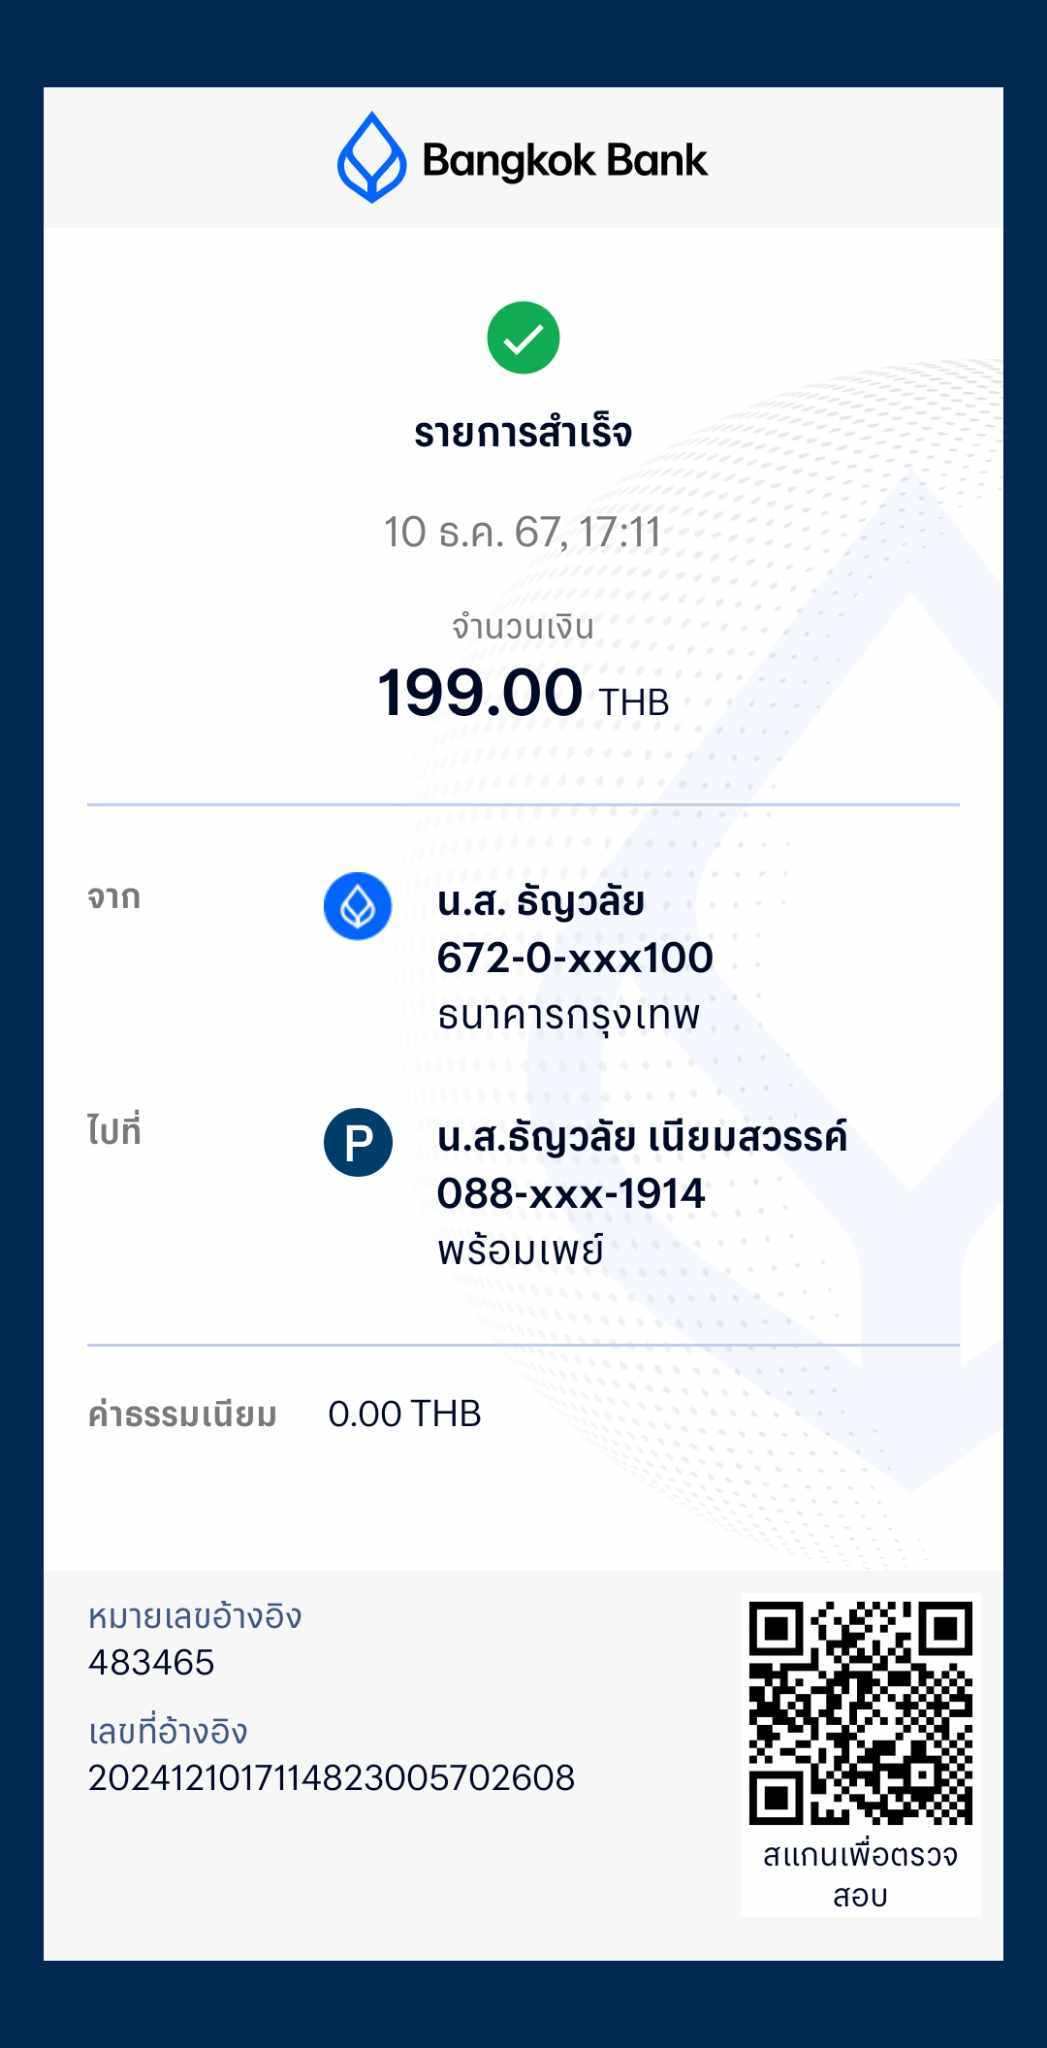 Bangkok Bank
รายการสำเร็จ
10 ธ.ค. 67, 17:11
จำนวนเงิน
199.00 THB
จาก
น.ส. ธัญวลัย
672-0-xxx100
ธนาคารกรุงเทพ
ไปที่
P
น.ส.ธัญวลัย เนียมสวรรค์
088-xxx-1914
พร้อมเพย์
ค่าธรรมเนียม 0.00 THB
หมายเลขอ้างอิง
483465
เลขที่อ้างอิง
2024121017114823005702608
สแกนเพื่อตรวจ
สอบ